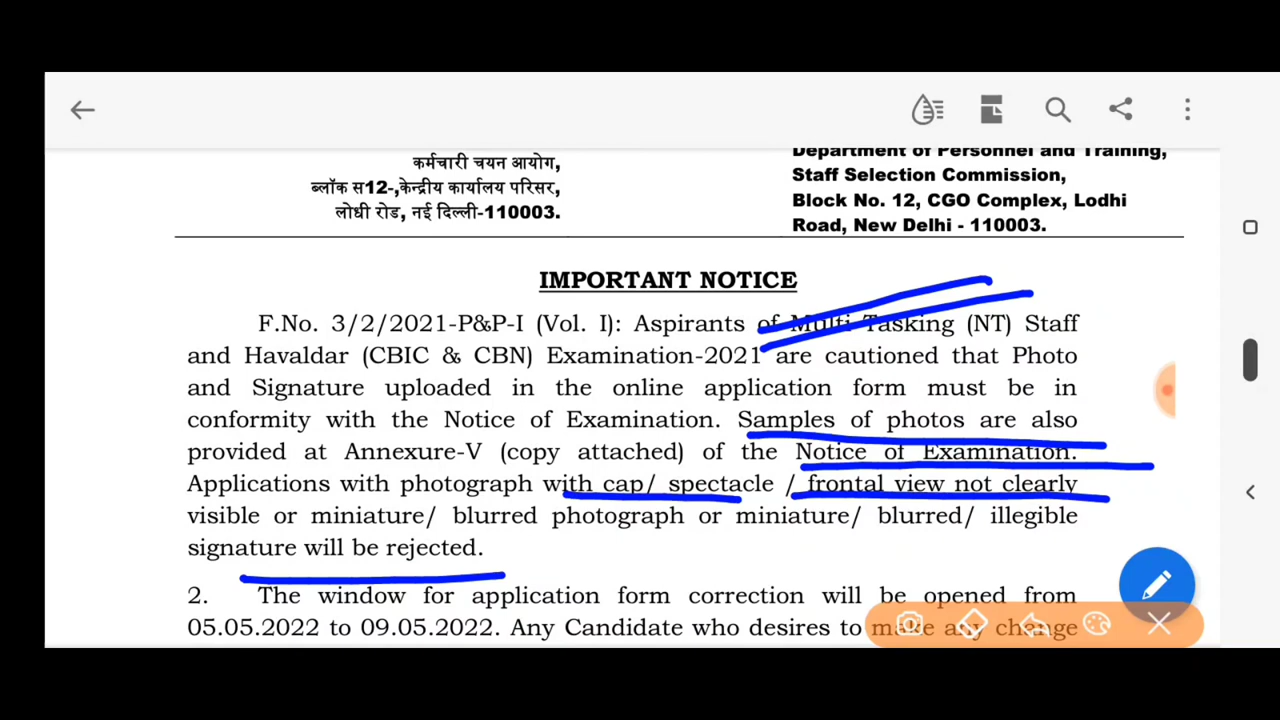 कर्मचारी चयन आयोग,
ब्लॉक स12-,केन्द्रीय कार्यालय परिसर,
लोधी रोड, नई दिल्ली-110003.
Department of Personnel and Training,
Staff Selection Commission,
Block No. 12, CGO Complex, Lodhi
Road, New Delhi - 110003.
IMPORTANT NOTICE
F.No. 3/2/2021-P&P-I (Vol. I): Aspirants of Multi Tasking (NT) Staff
and Havaldar (CBIC & CBN) Examination-2021 are cautioned that Photo
and Signature uploaded in the online application form must be in
conformity with the Notice of Examination. Samples of photos are also
provided at Annexure-V (copy attached) of the Notice of Examination.
Applications with photograph with cap/ spectacle / frontal view not clearly
visible or miniature/ blurred photograph or miniature/ blurred/ illegible
signature will be rejected.
2. The window for application form correction will be opened from
05.05.2022 to 09.05.2022. Any Candidate who desires to make any change